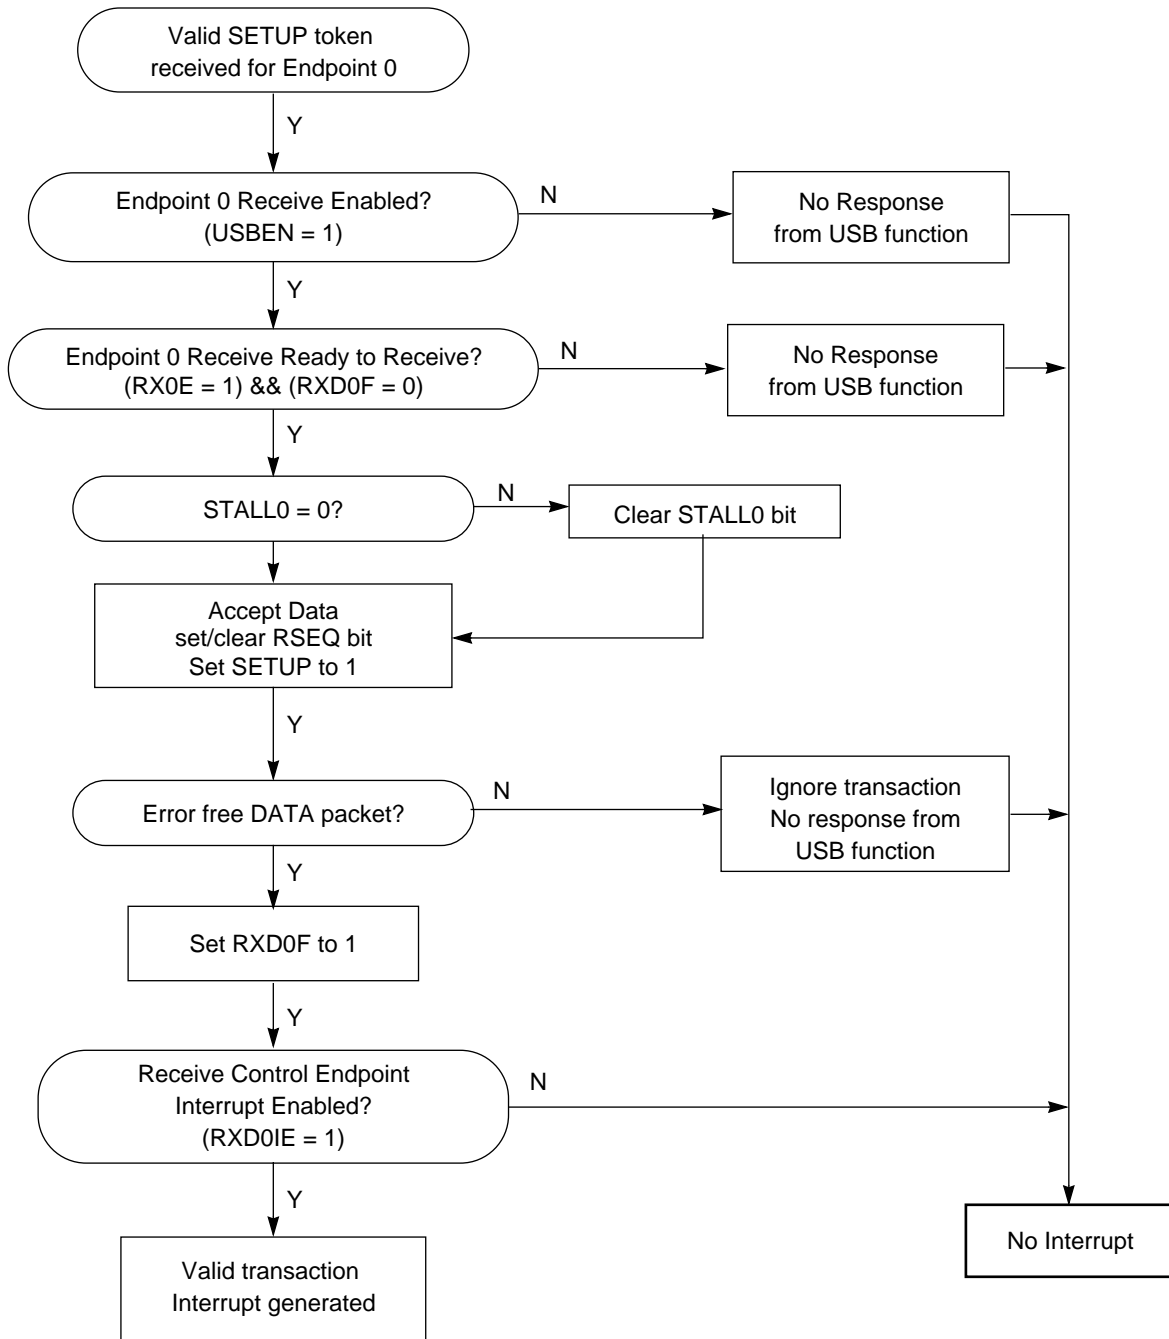 Valid SETUP token
received for Endpoint 0
Y
Endpoint 0 Receive Enabled?
(USBEN = 1)
N
No Response
from USB function
Y
Endpoint 0 Receive Ready to Receive?
(RX0E = 1) && (RXD0F = 0)
N
No Response
from USB function
Y
STALL0 = 0?
N
Clear STALL0 bit
Accept Data
set/clear RSEQ bit
Set SETUP to 1
Y
Error free DATA packet?
N
Ignore transaction
No response from
USB function
Y
Set RXD0F to 1
Y
Receive Control Endpoint
Interrupt Enabled?
(RXD0IE = 1)
N
Y
No Interrupt
Valid transaction
Interrupt generated